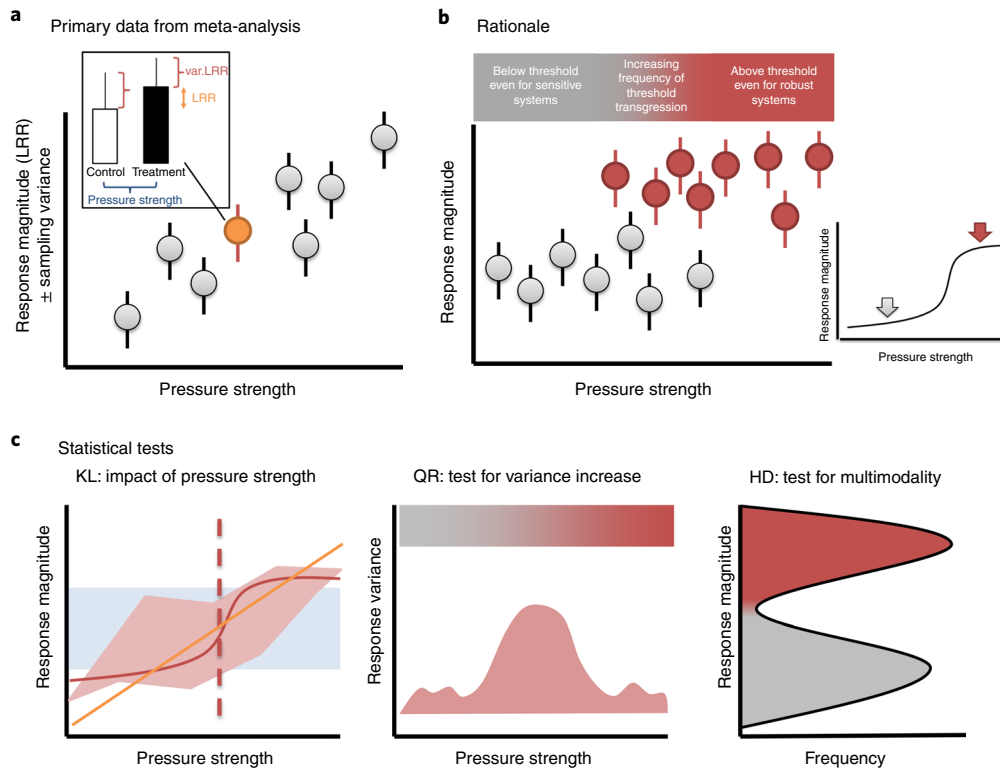 a
Primary data from meta-analysis
var.LRR
LRR
Control
Treatment
Pressure strength
Response magnitude (LRR)
± sampling variance
Pressure strength
b
Rationale
Below threshold
even for sensitive
systems
Increasing
frequency of
threshold
transgression
Above threshold
even for robust
systems
Response magnitude
Pressure strength
Response magnitude
Pressure strength
c
Statistical tests
KL: impact of pressure strength
Response magnitude
Pressure strength
QR: test for variance increase
Response variance
Pressure strength
HD: test for multimodality
Response magnitude
Frequency